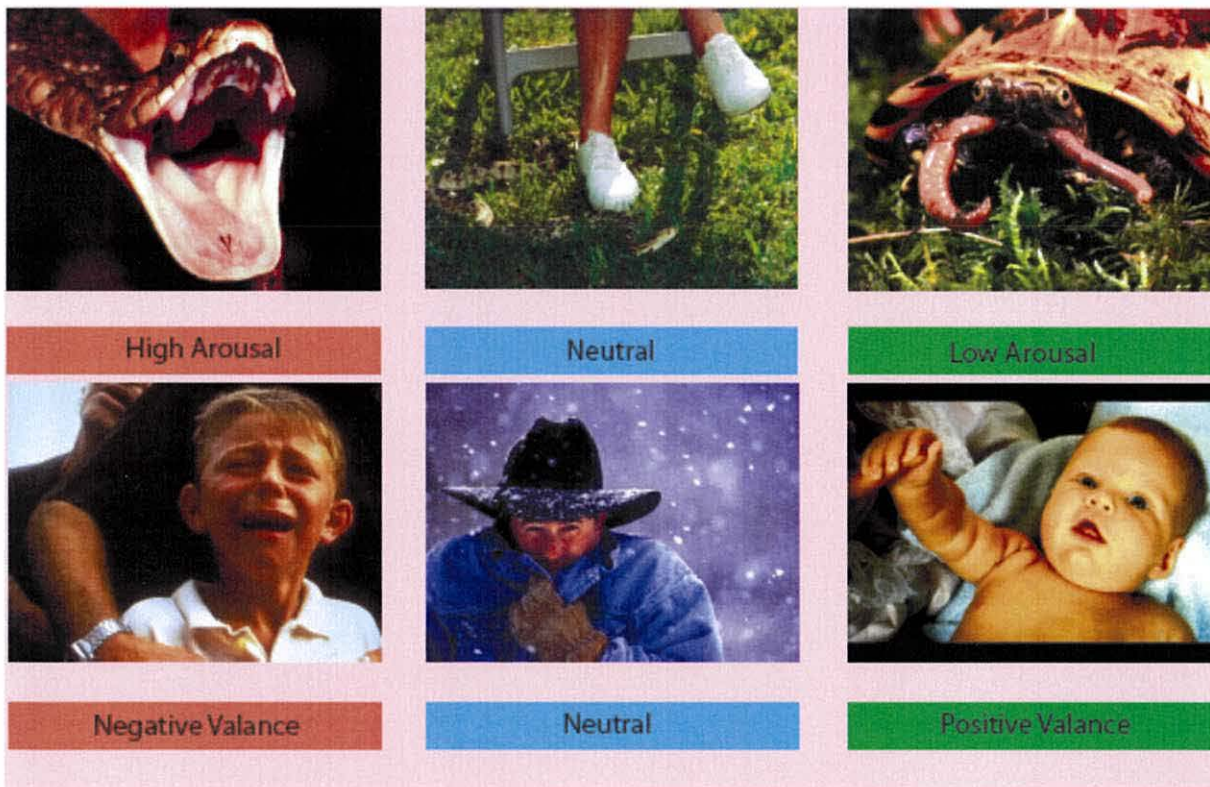 High Arousal
Neutral
Low Arousal
Negative Valance
Neutral
Positive Valance